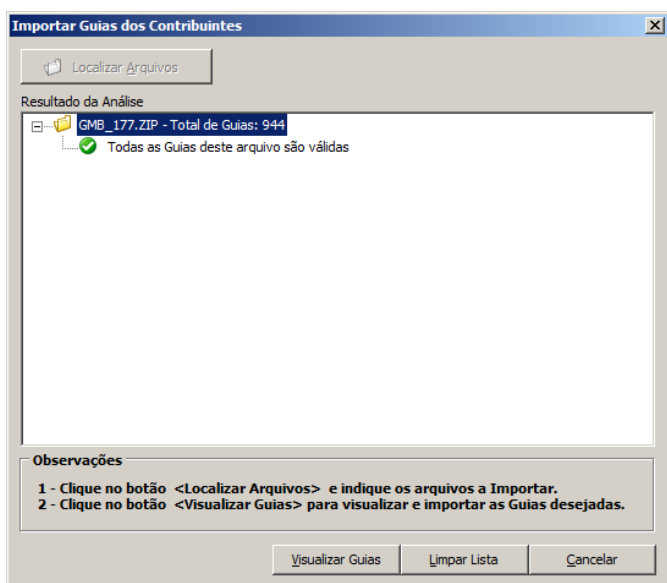 Importar Guias dos Contribuintes
Localizar Arquivos
Resultado da Análise
GMB_177.ZIP - Total de Guias: 944
Todas as Guias deste arquivo são válidas
Observações
1 - Clique no botão <Localizar Arquivos> e indique os arquivos a Importar.
2 - Clique no botão <Visualizar Guias> para visualizar e importar as Guias desejadas.
Visualizar Guias Limpar Lista Cancelar